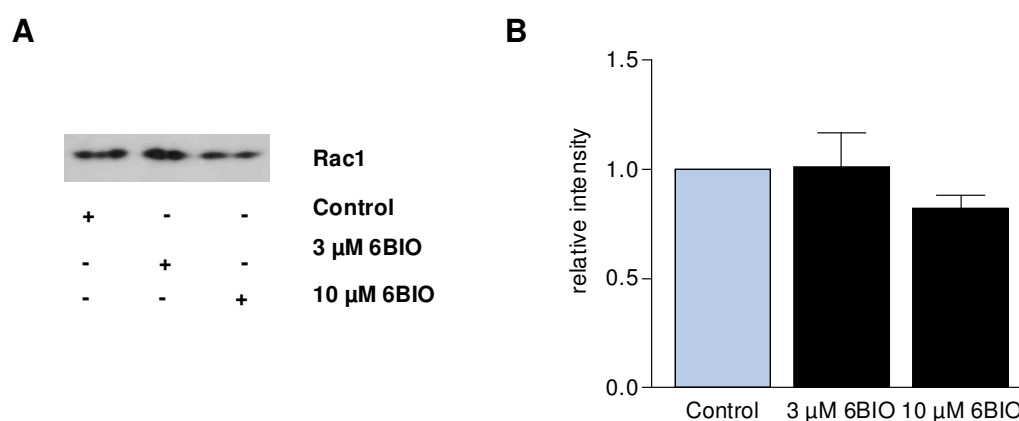 A
Rac1
+ - - Control
- + - 3 µM 6BIO
- - + 10 µM 6BIO
B
relative intensity
1.5
1.0
0.5
0.0
Control 3 µM 6BIO 10 µM 6BIO